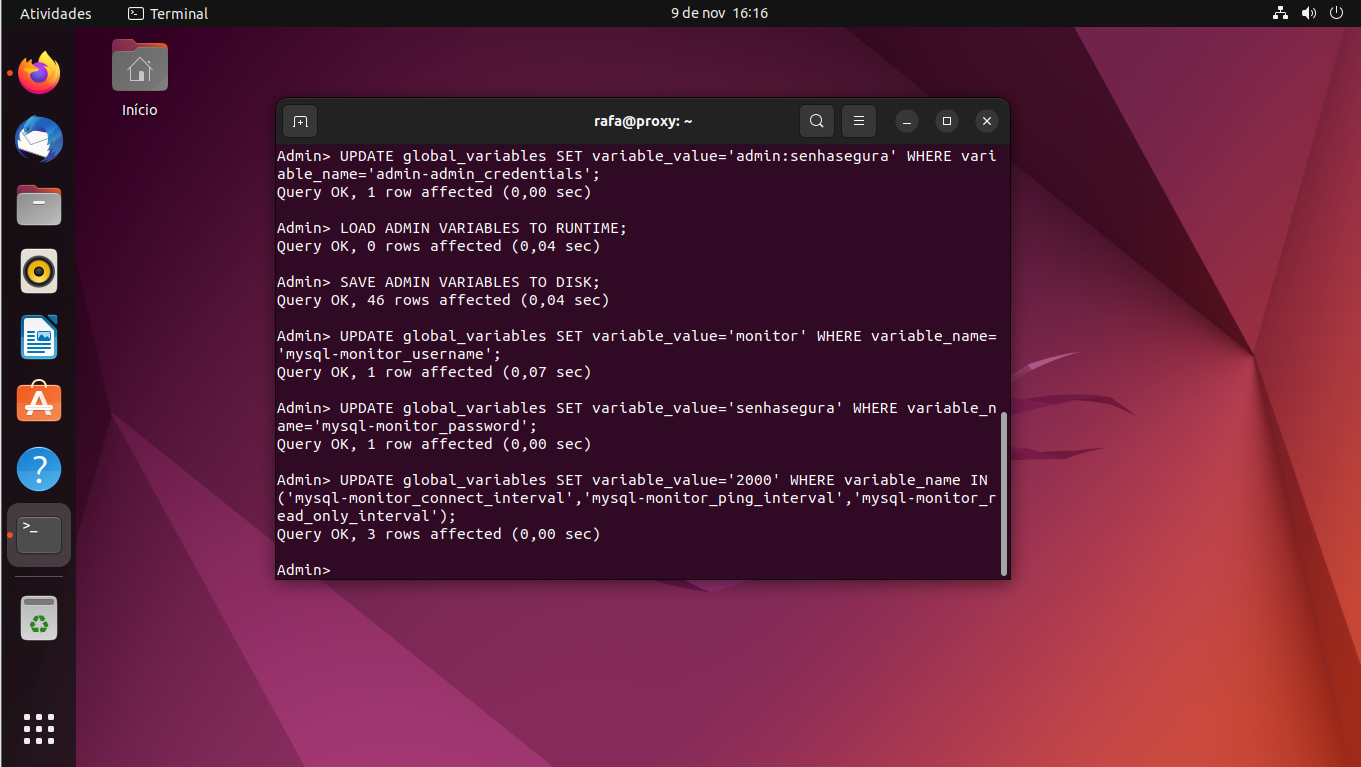 Atividades
Terminal
9 de nov 16:16
Início
rafa@proxy: ~
Admin> UPDATE global_variables SET variable_value='admin:senhasegura' WHERE vari
able_name='admin-admin_credentials';
Query OK, 1 row affected (0,00 sec)
Admin> LOAD ADMIN VARIABLES TO RUNTIME;
Query OK, 0 rows affected (0,04 sec)
Admin> SAVE ADMIN VARIABLES TO DISK;
Query OK, 46 rows affected (0,04 sec)
Admin> UPDATE global_variables SET variable_value='monitor' WHERE variable_name=
'mysql-monitor_username';
Query OK, 1 row affected (0,07 sec)
Admin> UPDATE global_variables SET variable_value='senhasegura' WHERE variable_n
ame='mysql-monitor_password';
Query OK, 1 row affected (0,00 sec)
Admin> UPDATE global_variables SET variable_value='2000' WHERE variable_name IN
('mysql-monitor_connect_interval','mysql-monitor_ping_interval','mysql-monitor_r
ead_only_interval');
Query OK, 3 rows affected (0,00 sec)
Admin>